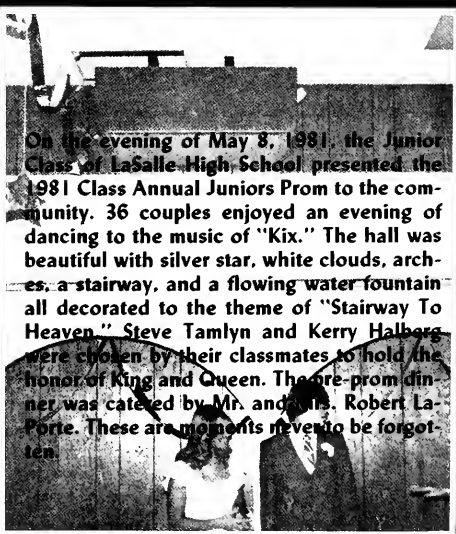 On the evening of May 8, 1981, the Junior
Class of LaSalle High School presented the
1981 Class Annual Juniors Prom to the com-
munity. 36 couples enjoyed an evening of
dancing to the music of "Kix." The hall was
beautiful with silver star, white clouds, arch-
es, a stairway, and a flowing water fountain
all decorated to the theme of "Stairway To
Heaven." Steve Tamlyn and Kerry Halberg
were chosen by their classmates to hold the
honor of King and Queen. The pre-prom din-
ner was catered by Mr. and Mrs. Robert La-
Porte. These are moments never to be forgot-
ten.